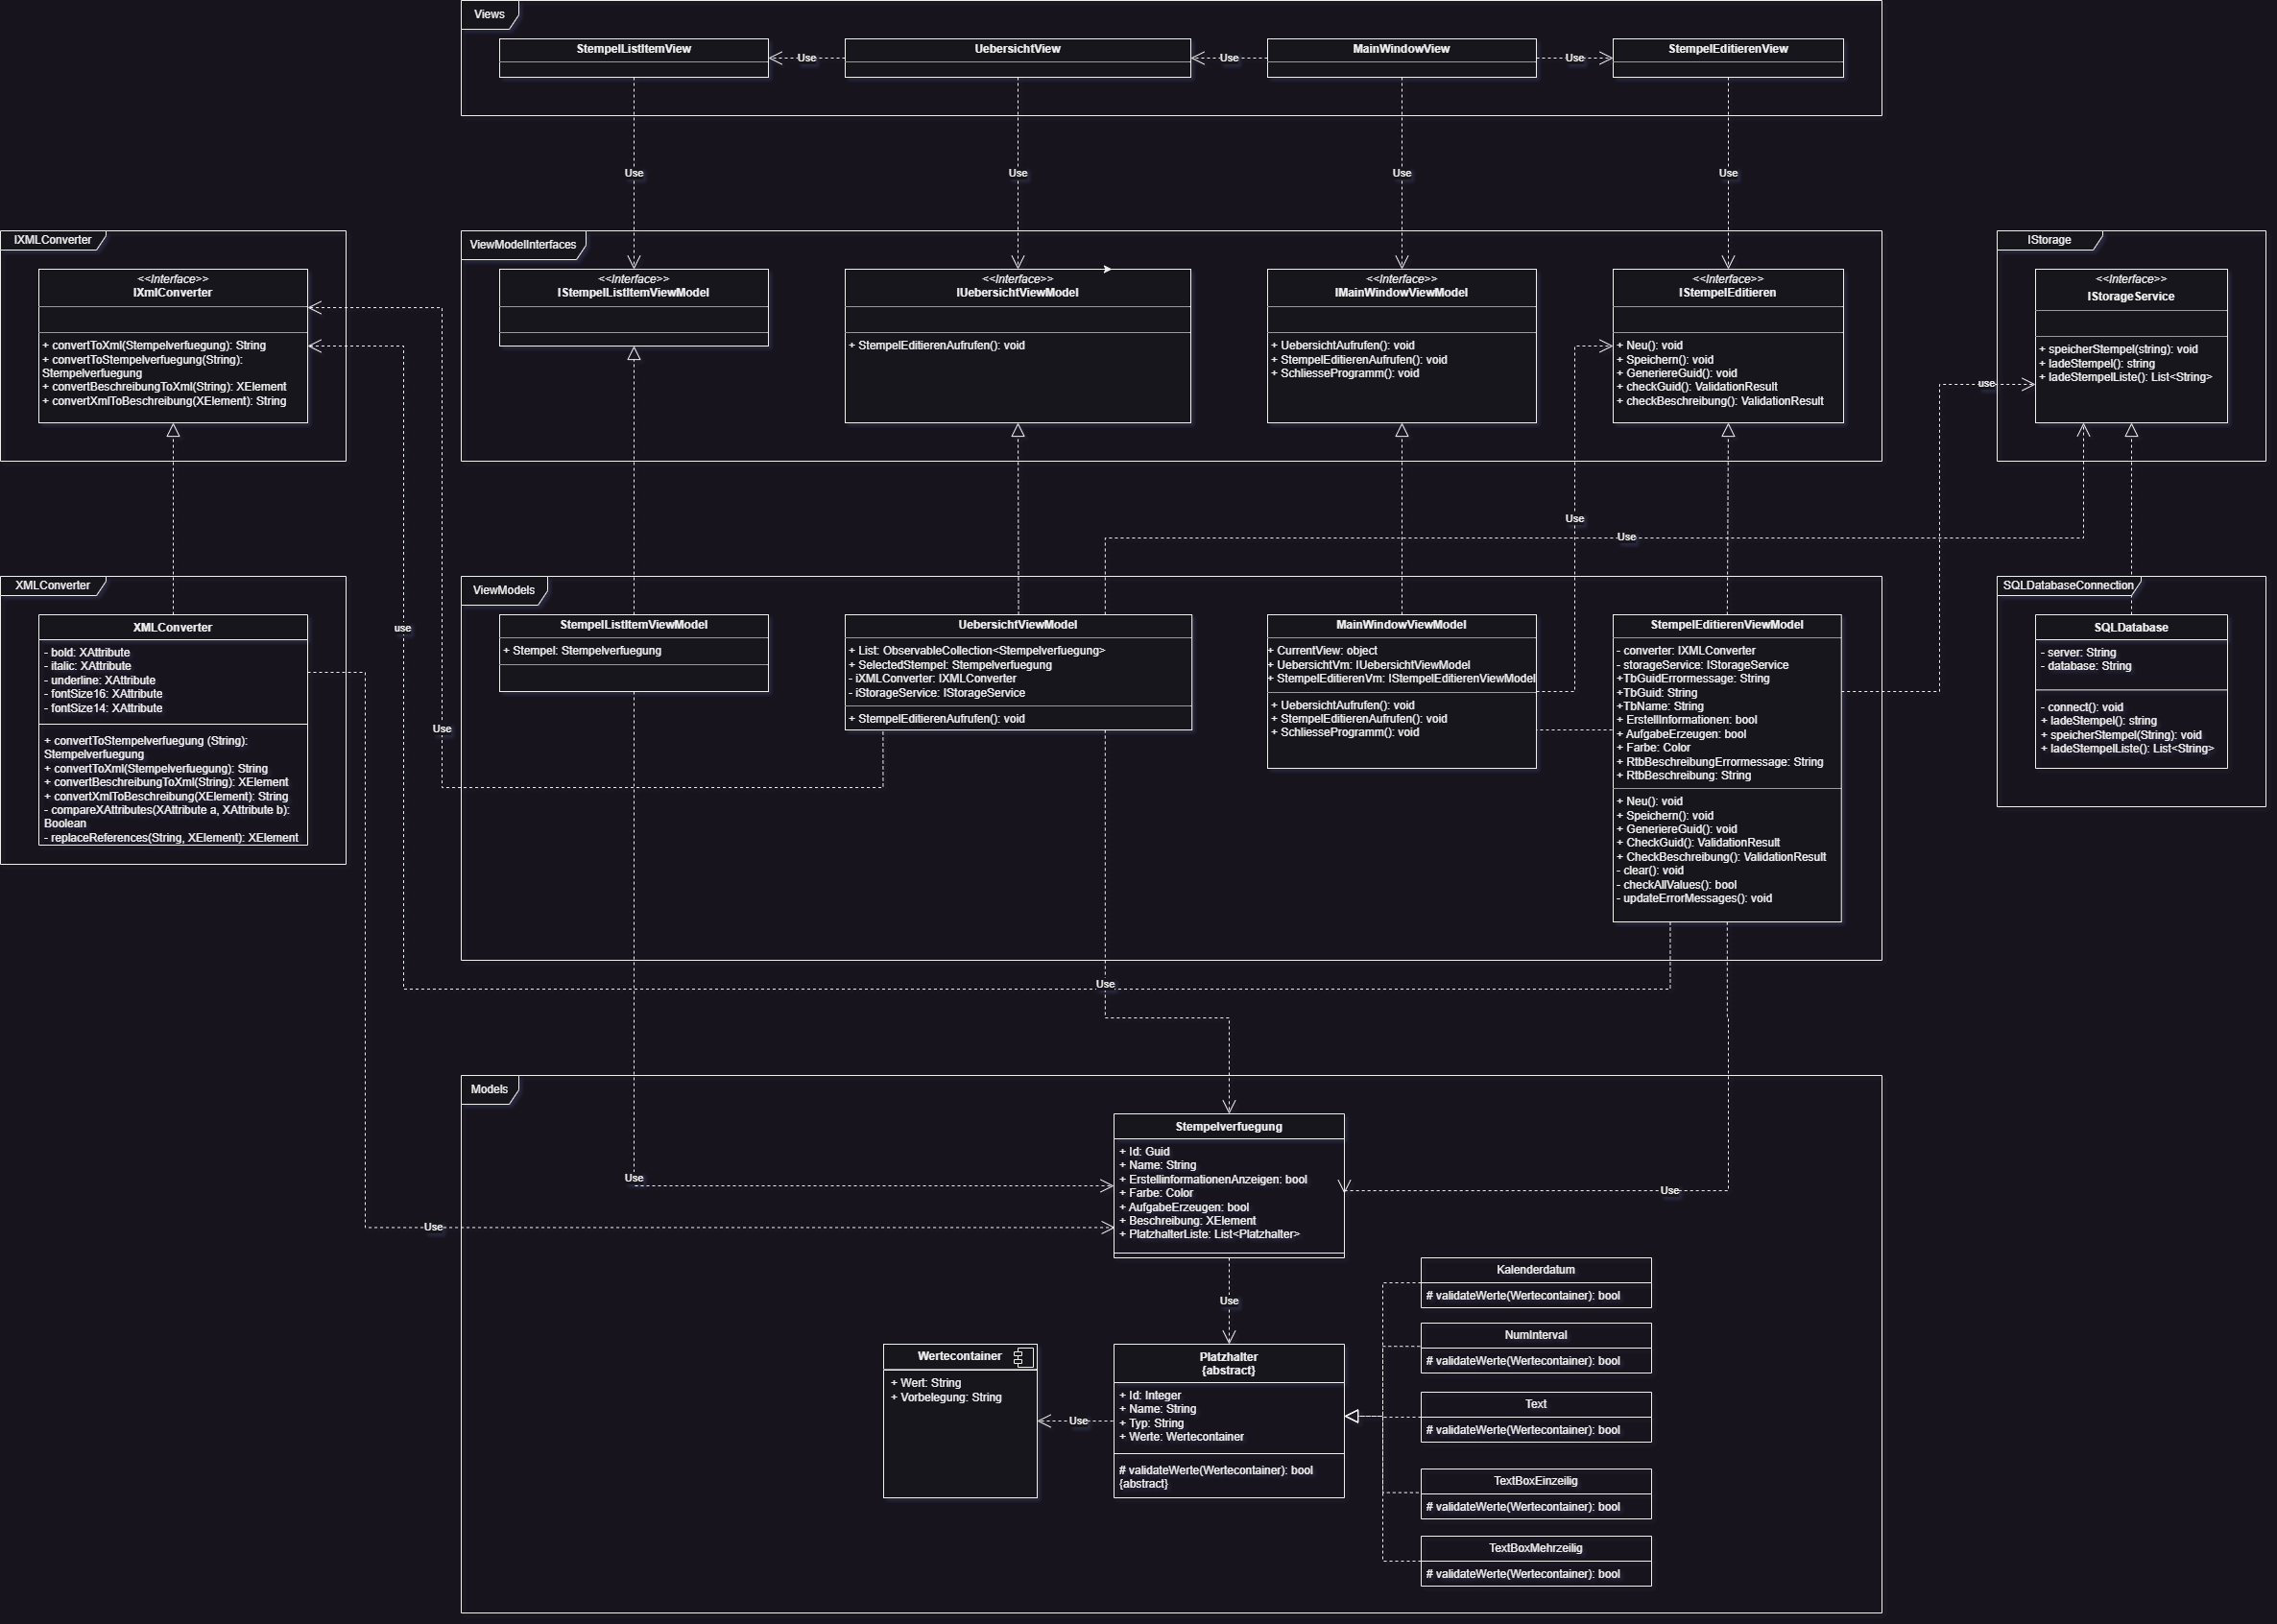 Views
StempelListItemView
Use
UebersichtView
Use
MainWindowView
Use
StempelEditierenView
Use
Use
Use
Use
IXMLConverter
<<Interface>>
IXmlConverter
+ convertToXml(Stempelverfuegung): String
+ convertToStempelverfuegung(String):
Stempelverfuegung
+ convertBeschreibungToXml(String): XElement
+ convertXmlToBeschreibung(XElement): String
ViewModelInterfaces
<<Interface>>
IStempelListItemViewModel
<<Interface>>
IUebersichtViewModel
+ StempelEditierenAufrufen(): void
<<Interface>>
IMainWindowViewModel
+ UebersichtAufrufen(): void
+ StempelEditierenAufrufen(): void
+ SchliesseProgramm(): void
<<Interface>>
IStempelEditieren
+ Neu(): void
+ Speichern(): void
+ GeneriereGuid(): void
+ checkGuid(): ValidationResult
+ checkBeschreibung(): ValidationResult
IStorage
<<Interface>>
IStorageService
+ speicherStempel(string): void
+ ladeStempel(): string
+ ladeStempelListe(): List<String>
use
Use
Use
XMLConverter
XMLConverter
- bold: XAttribute
- italic: XAttribute
- underline: XAttribute
- fontSize16: XAttribute
- fontSize14: XAttribute
+ convertToStempelverfuegung (String):
Stempelverfuegung
+ convertToXml(Stempelverfuegung): String
+ convertBeschreibungToXml(String): XElement
+ convertXmlToBeschreibung(XElement): String
- compareXAttributes(XAttribute a, XAttribute b):
Boolean
- replaceReferences(String, XElement): XElement
use
Use
ViewModels
StempelListItemViewModel
+ Stempel: Stempelverfuegung
UebersichtViewModel
+ List: ObservableCollection<Stempelverfuegung>
+ SelectedStempel: Stempelverfuegung
- iXMLConverter: IXMLConverter
- iStorageService: IStorageService
+ StempelEditierenAufrufen(): void
MainWindowViewModel
+ CurrentView: object
+ UebersichtVm: IUebersichtViewModel
+ StempelEditierenVm: IStempelEditierenViewModel
+ UebersichtAufrufen(): void
+ StempelEditierenAufrufen(): void
+ SchliesseProgramm(): void
StempelEditierenViewModel
- converter: IXMLConverter
- storageService: IStorageService
+TbGuidErrormessage: String
+TbGuid: String
+TbName: String
+ ErstellInformationen: bool
+ AufgabeErzeugen: bool
+ Farbe: Color
+ RtbBeschreibungErrormessage: String
+ RtbBeschreibung: String
+ Neu(): void
+ Speichern(): void
+ GeneriereGuid(): void
+ CheckGuid(): ValidationResult
+ CheckBeschreibung(): ValidationResult
- clear(): void
- checkAllValues(): bool
- updateErrorMessages(): void
SQLDatabaseConnection
SQLDatabase
- server: String
- database: String
- connect(): void
+ ladeStempel(): string
+ speicherStempel(String): void
+ ladeStempelListe(): List<String>
Use
Models
Stempelverfuegung
+ Id: Guid
+ Name: String
+ ErstellinformationenAnzeigen: bool
+ Farbe: Color
+ AufgabeErzeugen: bool
+ Beschreibung: XElement
+ PlatzhalterListe: List<Platzhalter>
Use
Use
Use
Use
Wertecontainer
+ Wert: String
+ Vorbelegung: String
Use
Platzhalter
{abstract}
+ Id: Integer
+ Name: String
+ Typ: String
+ Werte: Wertecontainer
# validateWerte(Wertecontainer): bool
{abstract}
Kalenderdatum
# validateWerte(Wertecontainer): bool
NumInterval
# validateWerte(Wertecontainer): bool
Text
# validateWerte(Wertecontainer): bool
TextBoxEinzeilig
# validateWerte(Wertecontainer): bool
TextBoxMehrzeilig
# validateWerte(Wertecontainer): bool